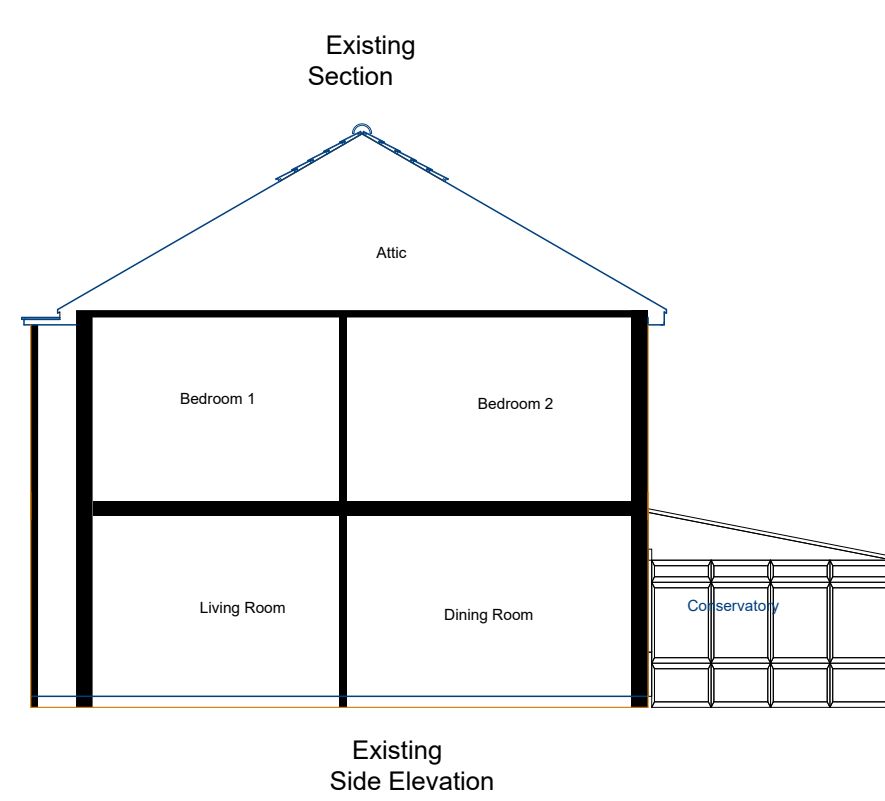 Existing
Section
Attic
Bedroom 1
Bedroom 2
Living Room
Dining Room
Conservatory
Existing
Side Elevation